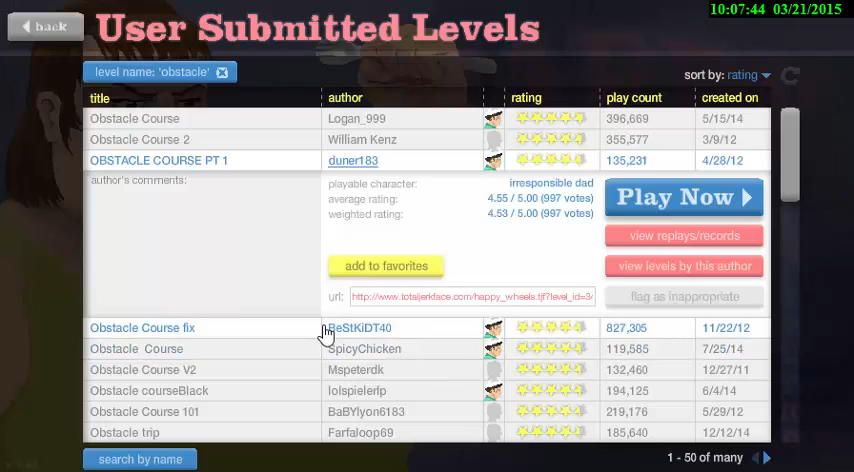 10:07:44 03/21/2015
back
User Submitted Levels
level name: 'obstacle'
sort by: rating
title author rating play count created on
Obstacle Course Logan_999 396,669 5/15/14
Obstacle Course 2 William Kenz 355,577 3/9/12
OBSTACLE COURSE PT 1 duner183 135,231 4/28/12
author's comments:
playable character: irresponsible dad
average rating: 4.55 / 5.00 (997 votes)
weighted rating: 4.53 / 5.00 (997 votes)
Play Now
view replays/records
add to favorites
view levels by this author
url: http://www.totaljerkface.com/happy_wheels.tjf?level_id=3
flag as inappropriate
Obstacle Course fix BeStKiDT40 827,305 11/22/12
Obstacle Course SpicyChicken 119,585 7/25/14
Obstacle Course V2 Mspeterdk 132,460 12/27/11
Obstacle courseBlack lolspielerlp 194,125 6/4/14
Obstacle Course 101 BaBYlyon6183 219,176 5/29/12
Obstacle trip Farfaloop69 185,640 12/12/14
search by name
1 - 50 of many